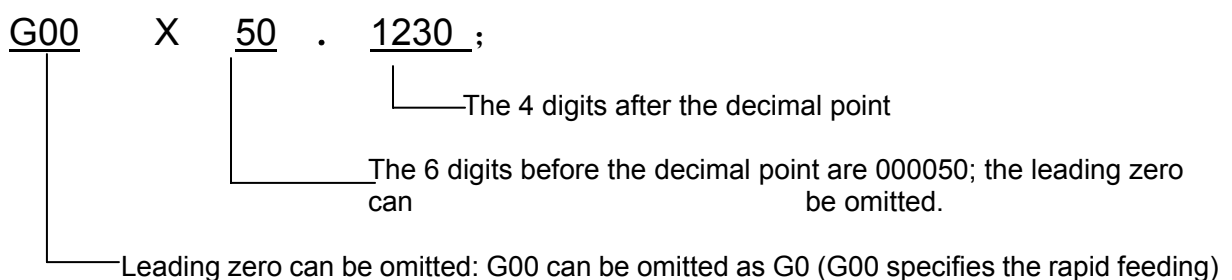 G00 X 50 . 1230 ；
The 4 digits after the decimal point
The 6 digits before the decimal point are 000050; the leading zero
can be omitted.
Leading zero can be omitted: G00 can be omitted as G0 (G00 specifies the rapid feeding)